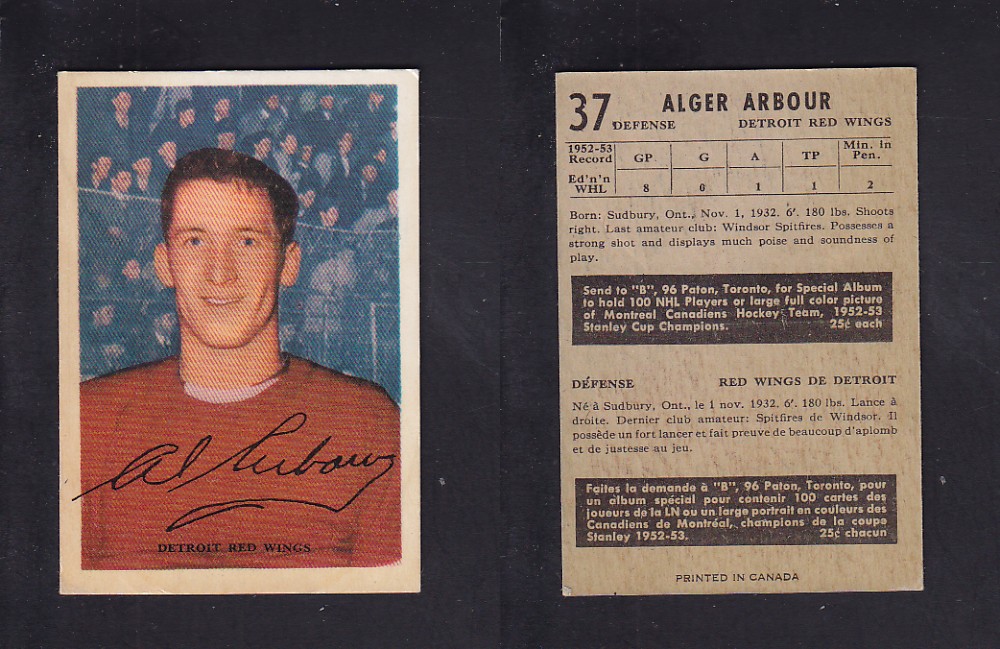 Al Arbour
DETROIT RED WINGS
37 ALGER ARBOUR
DEFENSE DETROIT RED WINGS
1952-53 Record GP G A TP Min. in Pen.
Ed'n'n WHL 8 0 1 1 2
Born: Sudbury, Ont., Nov. 1, 1932. 6'. 180 lbs. Shoots
right. Last amateur club: Windsor Spitfires. Possesses a
strong shot and displays much poise and soundness of
play.
Send to "B", 96 Paton, Toronto, for Special Album
to hold 100 NHL Players or large full color picture
of Montreal Canadiens Hockey Team, 1952-53
Stanley Cup Champions. 25¢ each
DÉFENSE RED WINGS DE DETROIT
Né à Sudbury, Ont., le 1 nov. 1932. 6'. 180 lbs. Lance à
droite. Dernier club amateur: Spitfires de Windsor. Il
possède un fort lancer et fait preuve de beaucoup d'aplomb
et de justesse au jeu.
Faites la demande à "B", 96 Paton, Toronto, pour
un album spécial pour contenir 100 cartes des
joueurs de la LN ou un large portrait en couleurs des
Canadiens de Montréal, champions de la coupe
Stanley 1952-53. 25¢ chacun
PRINTED IN CANADA